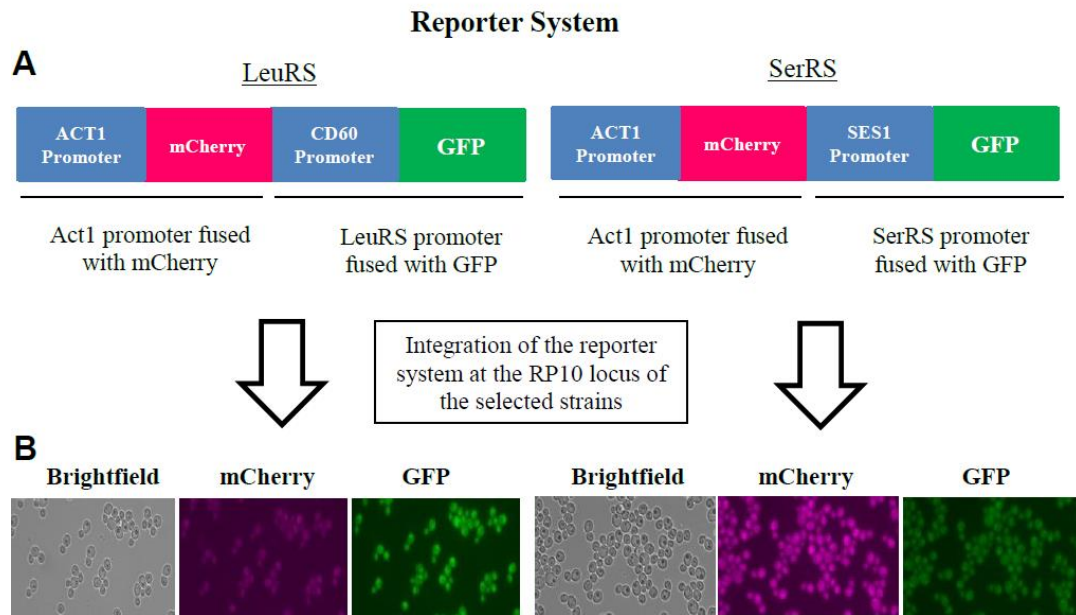 Reporter System
A
LeuRS
SerRS
ACT1
Promoter
mCherry
CD60
Promoter
GFP
ACT1
Promoter
mCherry
SES1
Promoter
GFP
Act1 promoter fused
with mCherry
LeuRS promoter
fused with GFP
Act1 promoter fused
with mCherry
SerRS promoter
fused with GFP
Integration of the reporter
system at the RP10 locus of
the selected strains
B
Brightfield
mCherry
GFP
Brightfield
mCherry
GFP